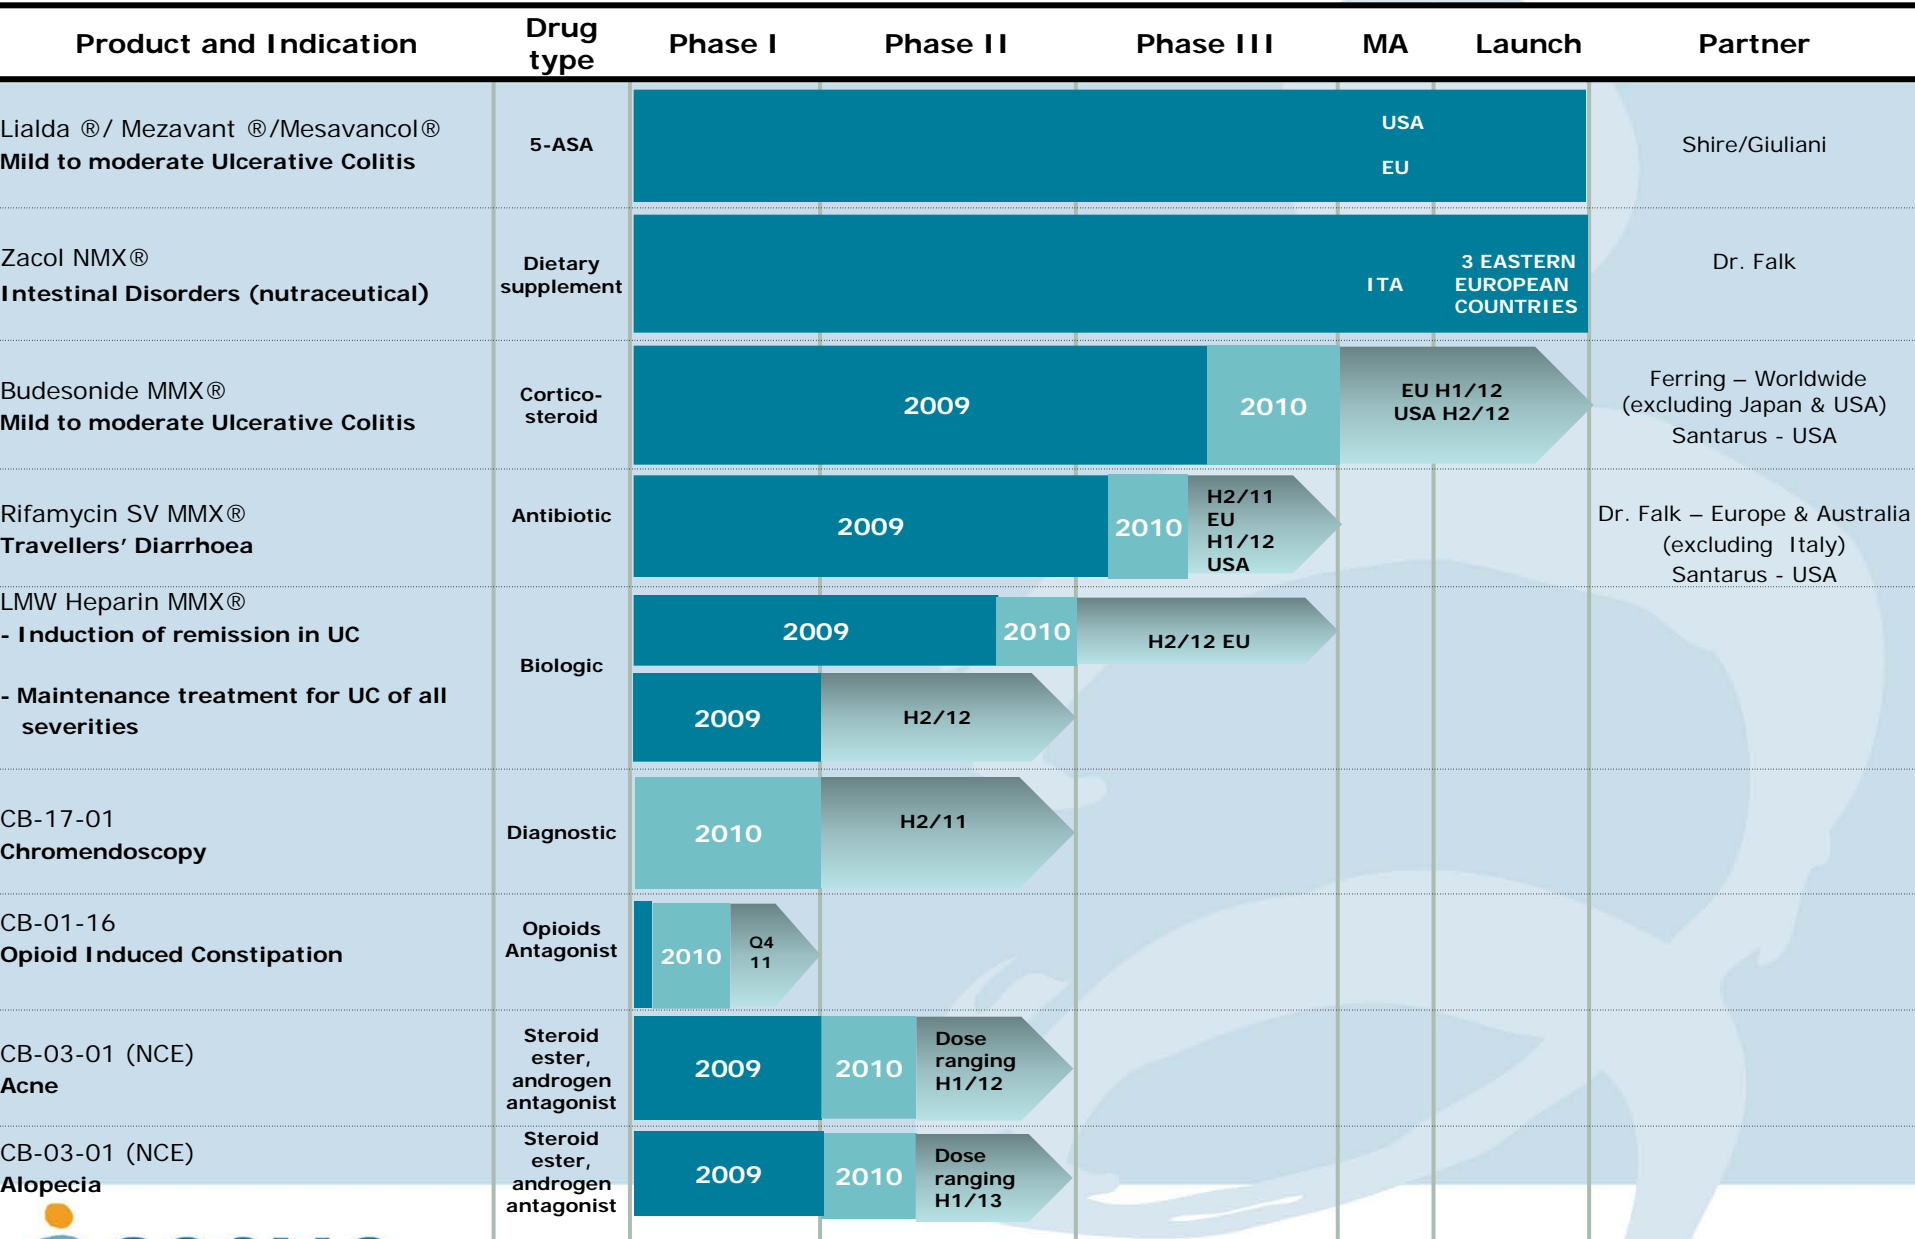 Product and Indication
Drug
type
Phase I
Phase II
Phase III
MA
Launch
Partner
Lialda ®/ Mezavant ®/Mesavancol®
Mild to moderate Ulcerative Colitis
5-ASA
USA
EU
Shire/Giuliani
Zacol NMX®
Intestinal Disorders (nutraceutical)
Dietary
supplement
ITA
3 EASTERN
EUROPEAN
COUNTRIES
Dr. Falk
Budesonide MMX®
Mild to moderate Ulcerative Colitis
Cortico-
steroid
2009
2010
EU H1/12
USA H2/12
Ferring – Worldwide
(excluding Japan & USA)
Santarus - USA
Rifamycin SV MMX®
Travellers’ Diarrhoea
Antibiotic
2009
2010
H2/11
EU
H1/12
USA
Dr. Falk – Europe & Australia
(excluding Italy)
Santarus - USA
LMW Heparin MMX®
- Induction of remission in UC
- Maintenance treatment for UC of all
severities
Biologic
2009
2010
H2/12 EU
2009
H2/12
CB-17-01
Chromendoscopy
Diagnostic
2010
H2/11
CB-01-16
Opioid Induced Constipation
Opioids
Antagonist
2010
Q4
11
CB-03-01 (NCE)
Acne
Steroid
ester,
androgen
antagonist
2009
2010
Dose
ranging
H1/12
CB-03-01 (NCE)
Alopecia
Steroid
ester,
androgen
antagonist
2009
2010
Dose
ranging
H1/13